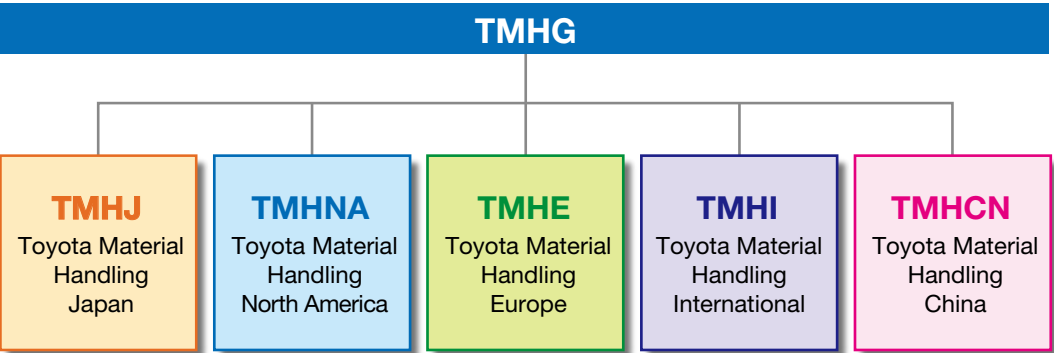 TMHG
TMHJ
Toyota Material
Handling
Japan
TMHNA
Toyota Material
Handling
North America
TMHE
Toyota Material
Handling
Europe
TMHI
Toyota Material
Handling
International
TMHCN
Toyota Material
Handling
China